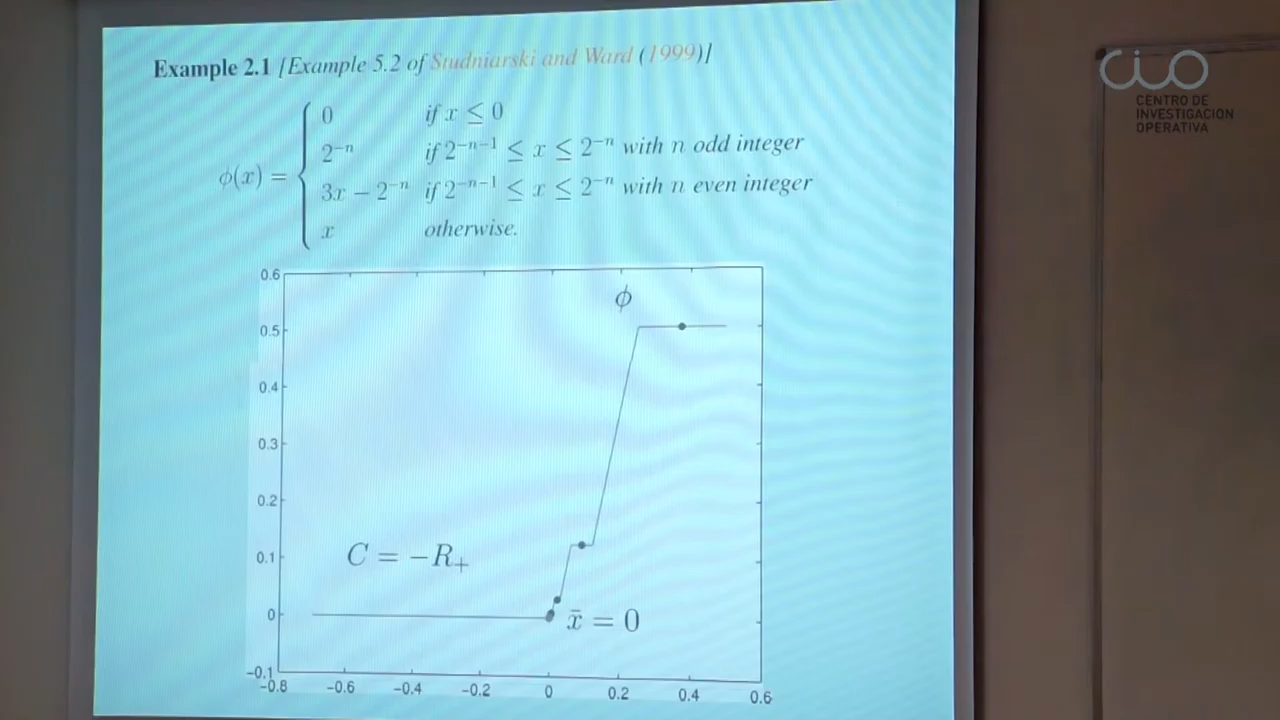 Example 2.1 [Example 5.2 of Studniarski and Ward (1999)]
ϕ(x) = { 0 if x ≤ 0
2⁻ⁿ if 2⁻ⁿ⁻¹ ≤ x ≤ 2⁻ⁿ with n odd integer
3x − 2⁻ⁿ if 2⁻ⁿ⁻¹ ≤ x ≤ 2⁻ⁿ with n even integer
x otherwise.
0.6
ϕ
0.5
0.4
0.3
0.2
0.1
C = −R₊
0
x̄ = 0
−0.1
−0.8 −0.6 −0.4 −0.2 0 0.2 0.4 0.6
CIO
CENTRO DE
INVESTIGACION
OPERATIVA